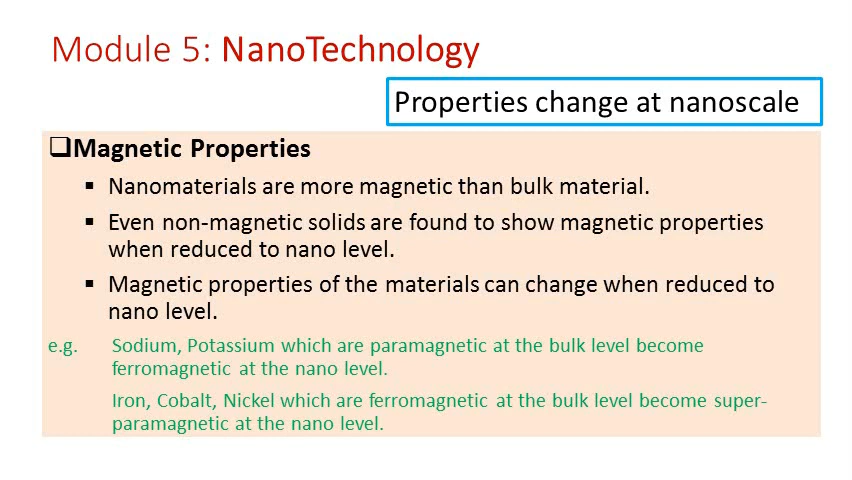 Module 5: NanoTechnology
Properties change at nanoscale
❑Magnetic Properties
▪ Nanomaterials are more magnetic than bulk material.
▪ Even non-magnetic solids are found to show magnetic properties
when reduced to nano level.
▪ Magnetic properties of the materials can change when reduced to
nano level.
e.g. Sodium, Potassium which are paramagnetic at the bulk level become
ferromagnetic at the nano level.
Iron, Cobalt, Nickel which are ferromagnetic at the bulk level become super-
paramagnetic at the nano level.